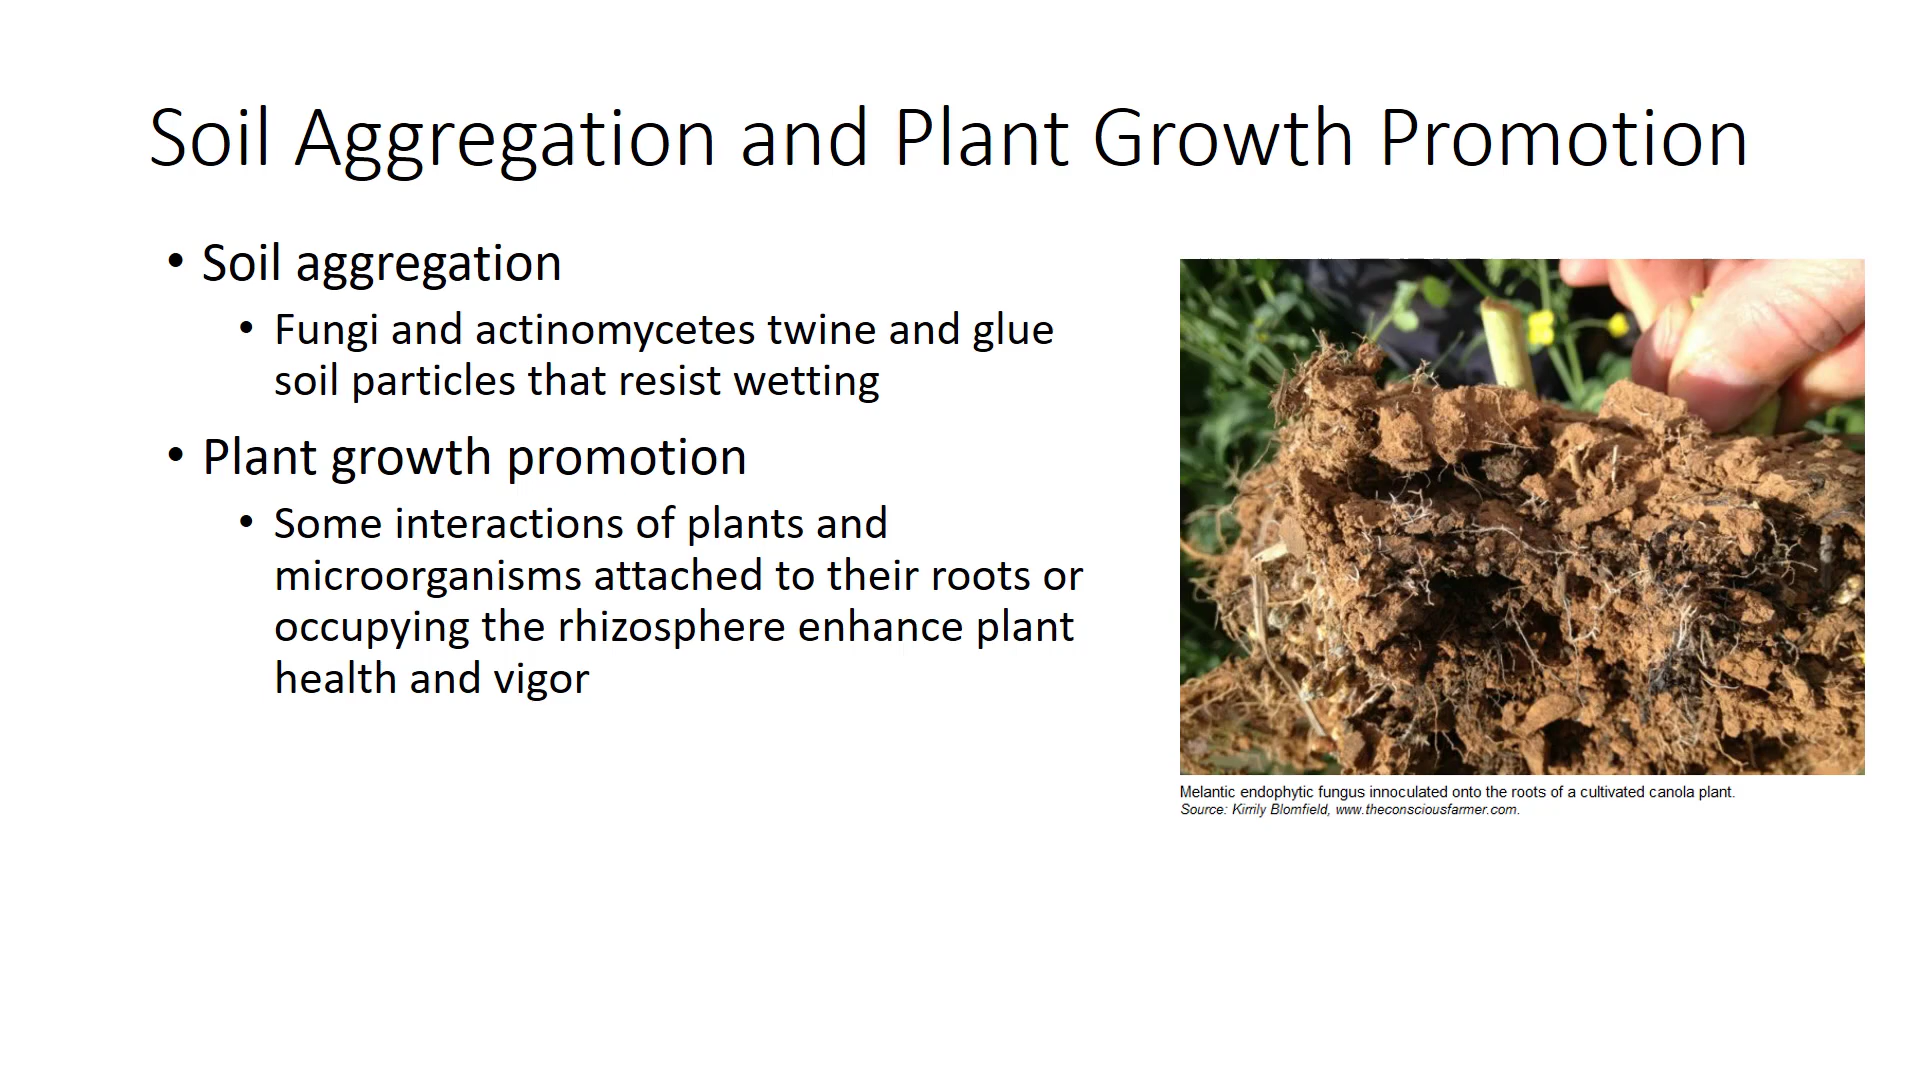 Soil Aggregation and Plant Growth Promotion
• Soil aggregation
• Fungi and actinomycetes twine and glue
soil particles that resist wetting
• Plant growth promotion
• Some interactions of plants and
microorganisms attached to their roots or
occupying the rhizosphere enhance plant
health and vigor
Melantic endophytic fungus innoculated onto the roots of a cultivated canola plant.
Source: Kirrily Blomfield, www.theconsciousfarmer.com.